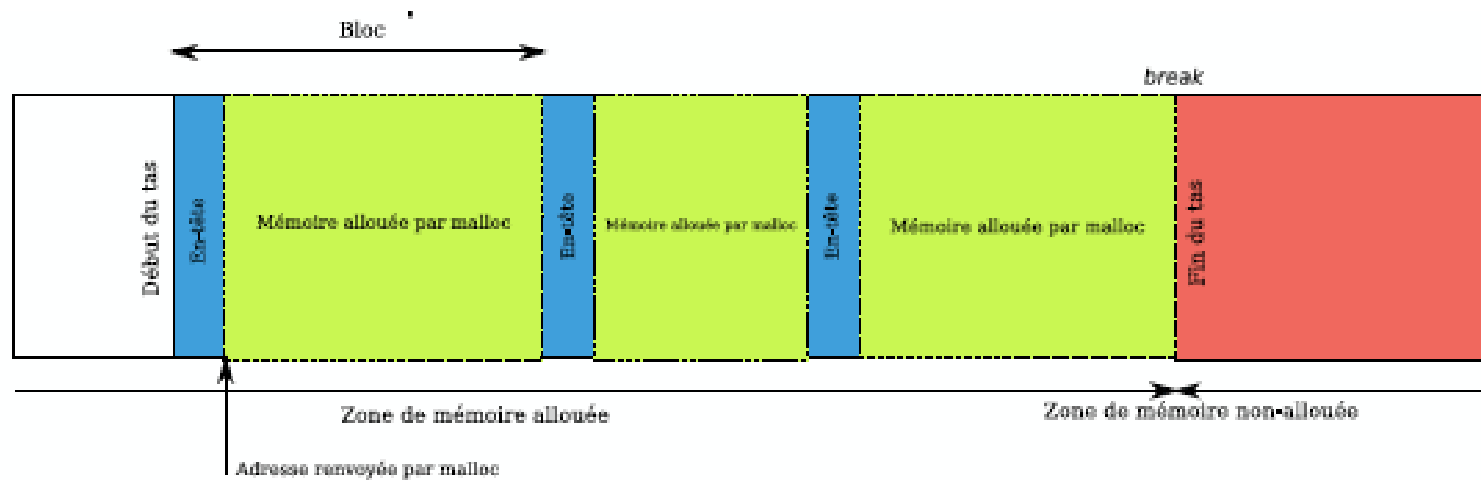 Bloc
break
Début du tas
En-tête
Mémoire allouée par malloc
En-tête
Mémoire allouée par malloc
En-tête
Mémoire allouée par malloc
Fin du tas
Zone de mémoire allouée
Zone de mémoire non-allouée
Adresse renvoyée par malloc